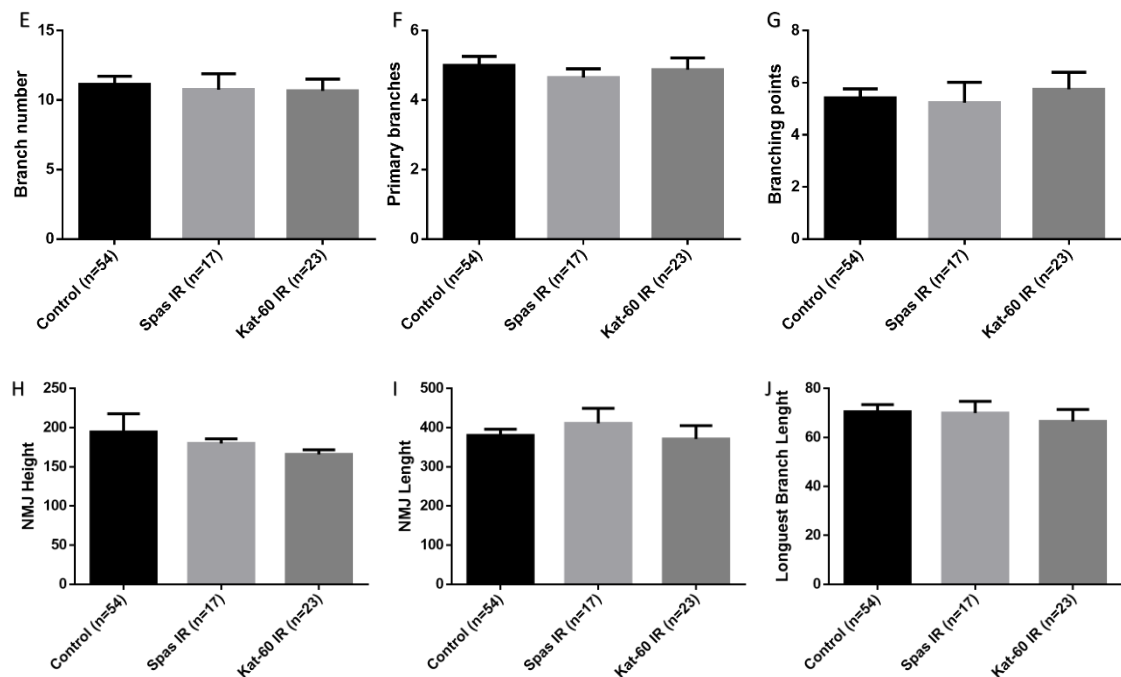 E
15
10
5
0
Branch number
Control (n=54)
Spas IR (n=17)
Kat-60 IR (n=23)
F
6
4
2
0
Primary branches
Control (n=54)
Spas IR (n=17)
Kat-60 IR (n=23)
G
8
6
4
2
0
Branching points
Control (n=54)
Spas IR (n=17)
Kat-60 IR (n=23)
H
250
200
150
100
50
0
NMJ Height
Control (n=54)
Spas IR (n=17)
Kat-60 IR (n=23)
I
500
400
300
200
100
0
NMJ Lenght
Control (n=54)
Spas IR (n=17)
Kat-60 IR (n=23)
J
80
60
40
20
0
Longuest Branch Lenght
Control (n=54)
Spas IR (n=17)
Kat-60 IR (n=23)